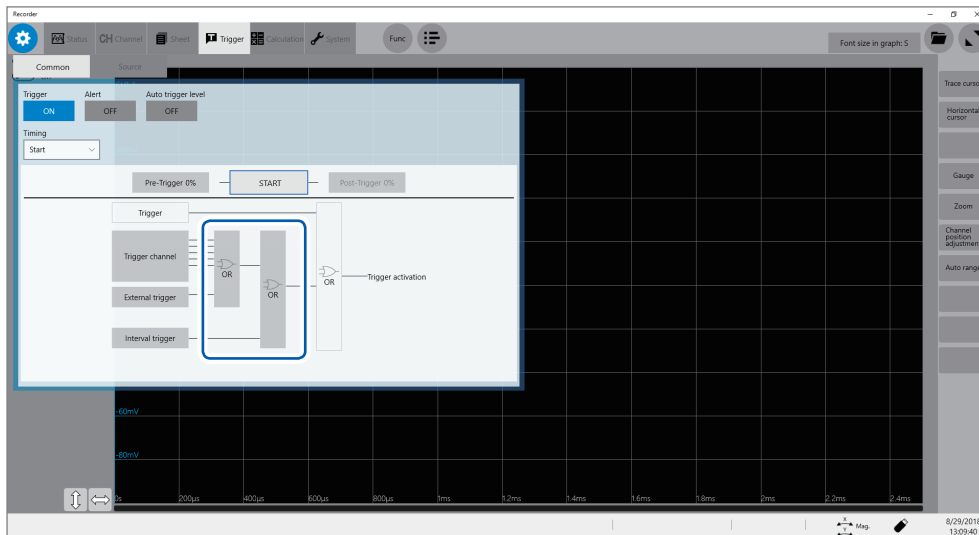 Recorder
Status
CH Channel
Sheet
Trigger
Calculation
System
Func
Font size in graph: S
Common
Source
Trigger
Alert
Auto trigger level
ON
OFF
OFF
Timing
Start
Pre-Trigger 0%
START
Post-Trigger 0%
Trigger
Trigger channel
OR
External trigger
OR
OR
Trigger activation
Interval trigger
Trace curso
Horizontal
cursor
Gauge
Zoom
Channel
position
adjustmen
Auto range
-60mV
-80mV
0s
200µs
400µs
600µs
800µs
1ms
1.2ms
1.4ms
1.6ms
1.8ms
2ms
2.2ms
2.4ms
X
Y
Mag.
8/29/2018
13:09:40